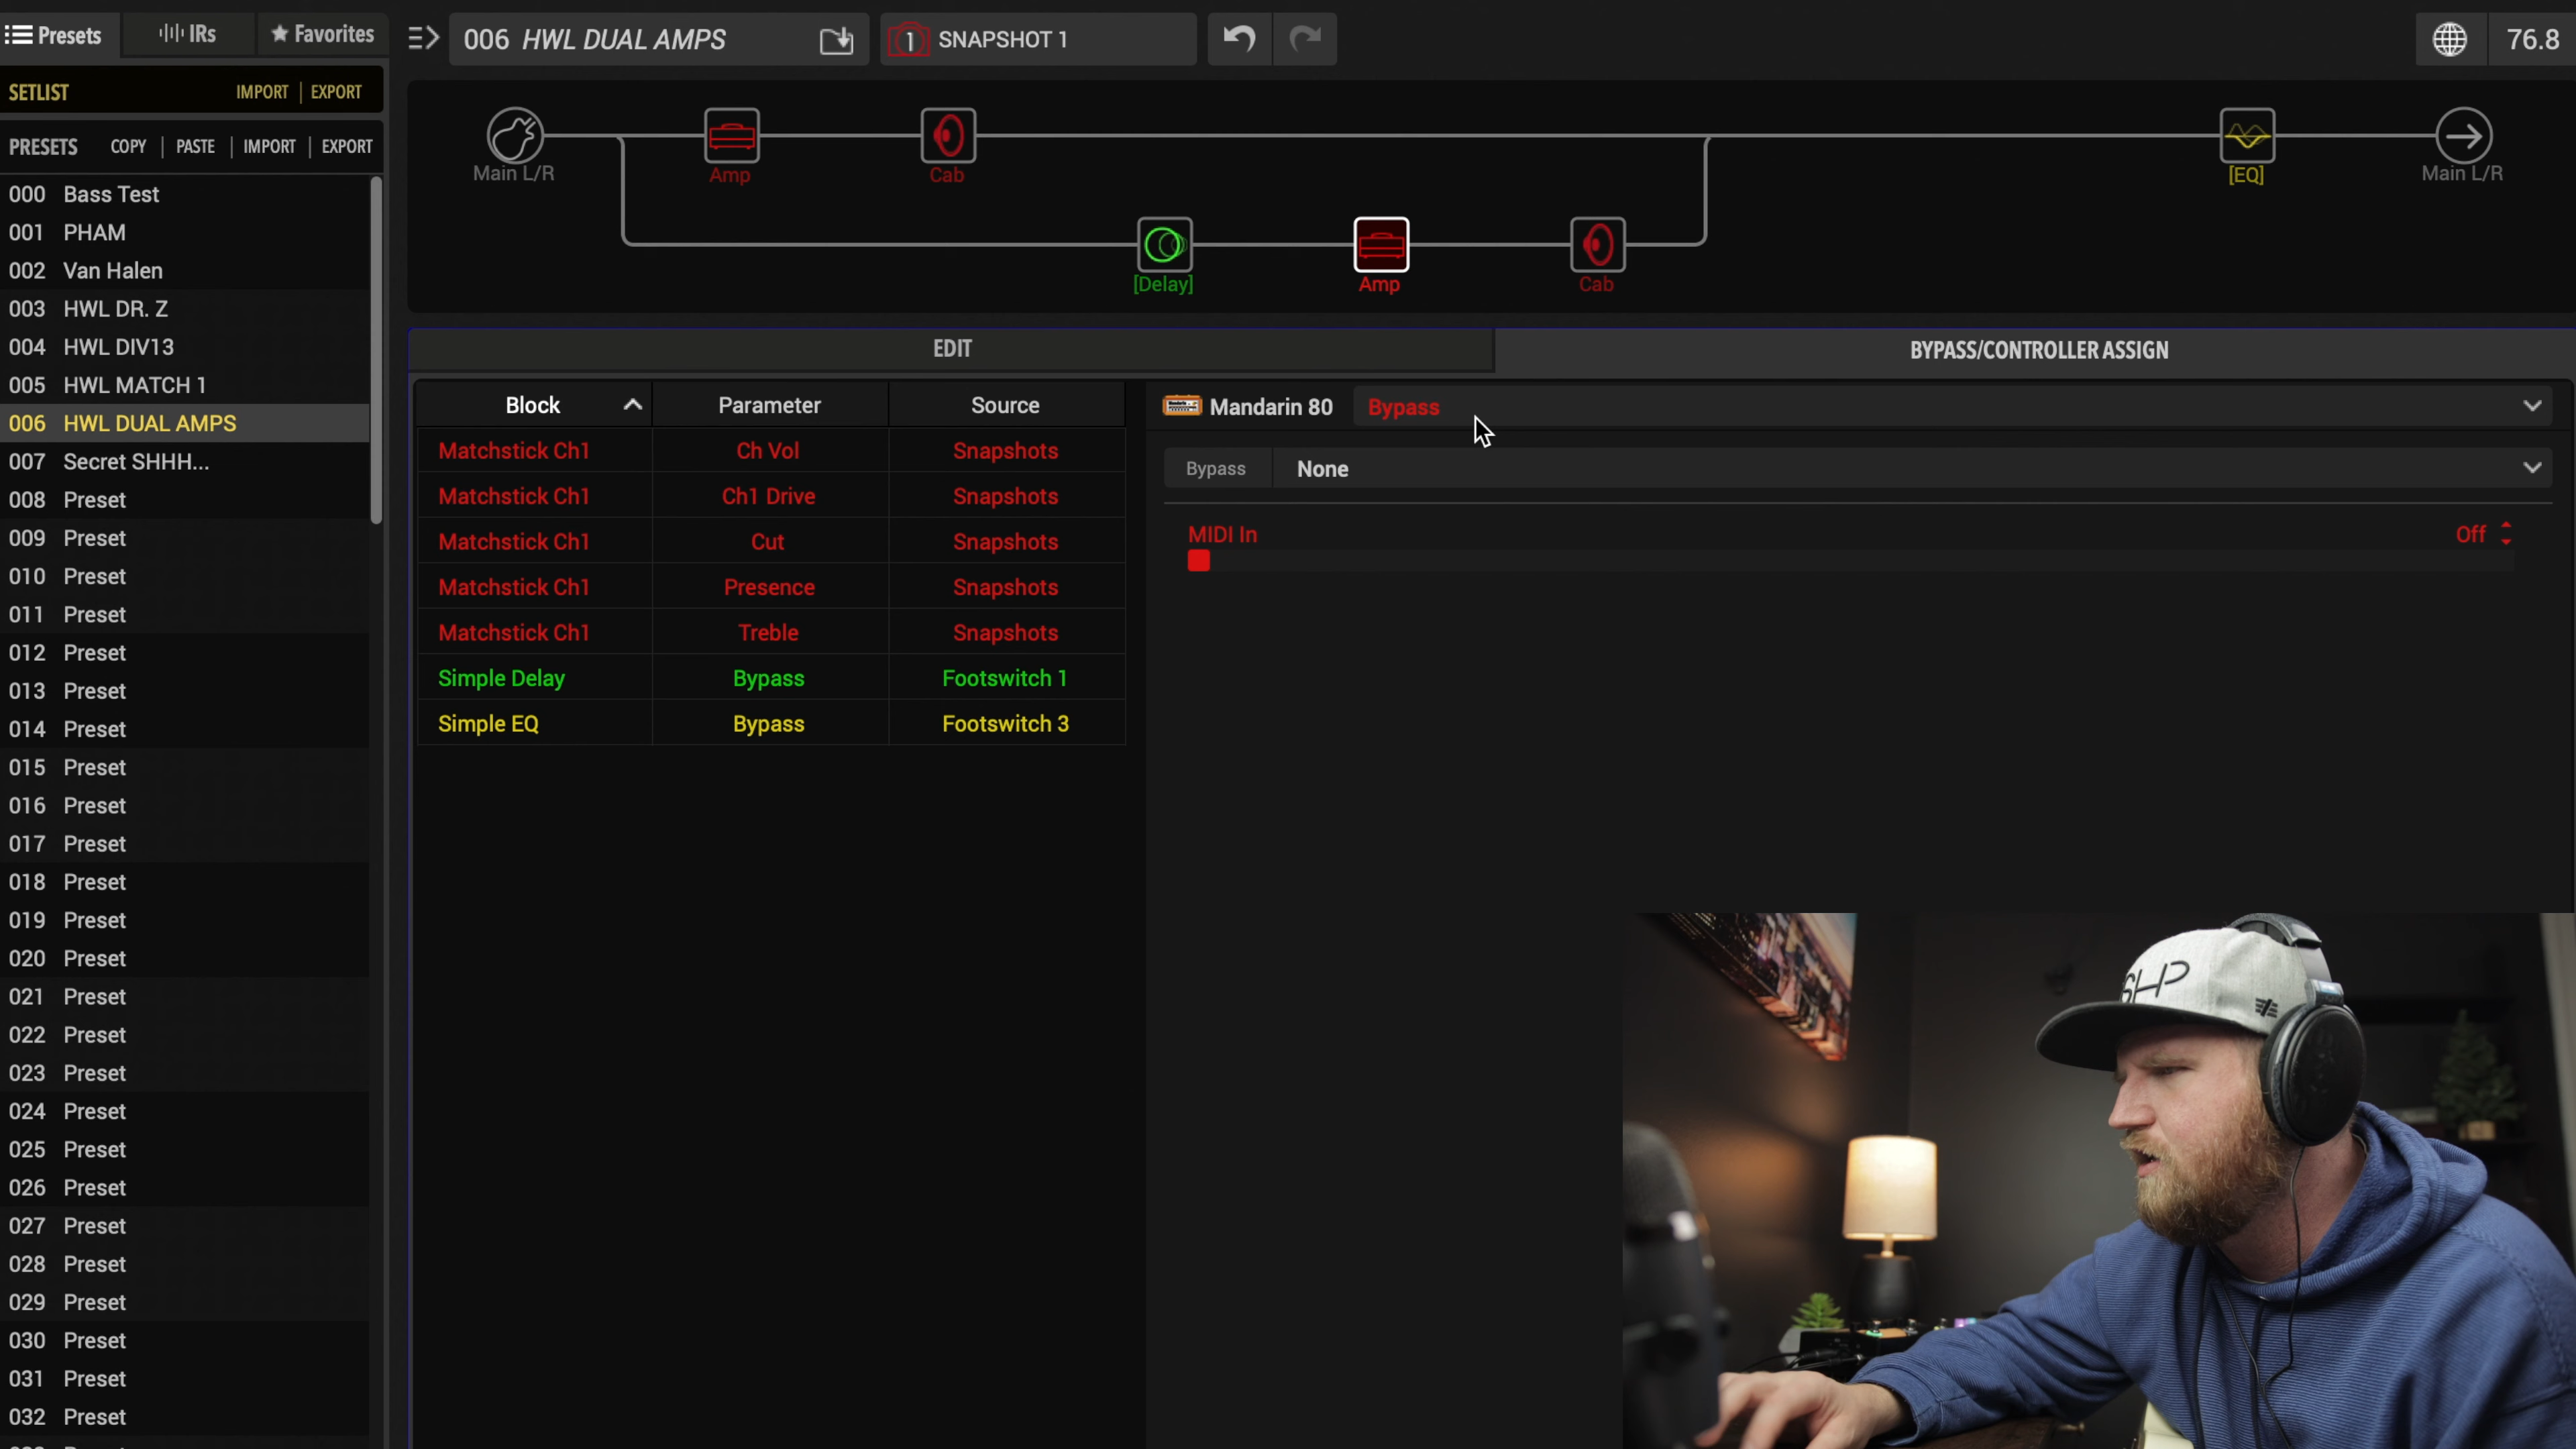 Presets IRs Favorites
006 HWL DUAL AMPS 1 SNAPSHOT 1 76.8
SETLIST IMPORT | EXPORT
PRESETS COPY | PASTE | IMPORT | EXPORT
000 Bass Test
001 PHAM
002 Van Halen
003 HWL DR. Z
004 HWL DIV13
005 HWL MATCH 1
006 HWL DUAL AMPS
007 Secret SHHH...
008 Preset
009 Preset
010 Preset
011 Preset
012 Preset
013 Preset
014 Preset
015 Preset
016 Preset
017 Preset
018 Preset
019 Preset
020 Preset
021 Preset
022 Preset
023 Preset
024 Preset
025 Preset
026 Preset
027 Preset
028 Preset
029 Preset
030 Preset
031 Preset
032 Preset
Main L/R Amp Cab [EQ] Main L/R
[Delay] Amp Cab
EDIT BYPASS/CONTROLLER ASSIGN
Block Parameter Source
Matchstick Ch1 Ch Vol Snapshots
Matchstick Ch1 Ch1 Drive Snapshots
Matchstick Ch1 Cut Snapshots
Matchstick Ch1 Presence Snapshots
Matchstick Ch1 Treble Snapshots
Simple Delay Bypass Footswitch 1
Simple EQ Bypass Footswitch 3
Mandarin 80 Bypass
Bypass None
MIDI In Off
GHP